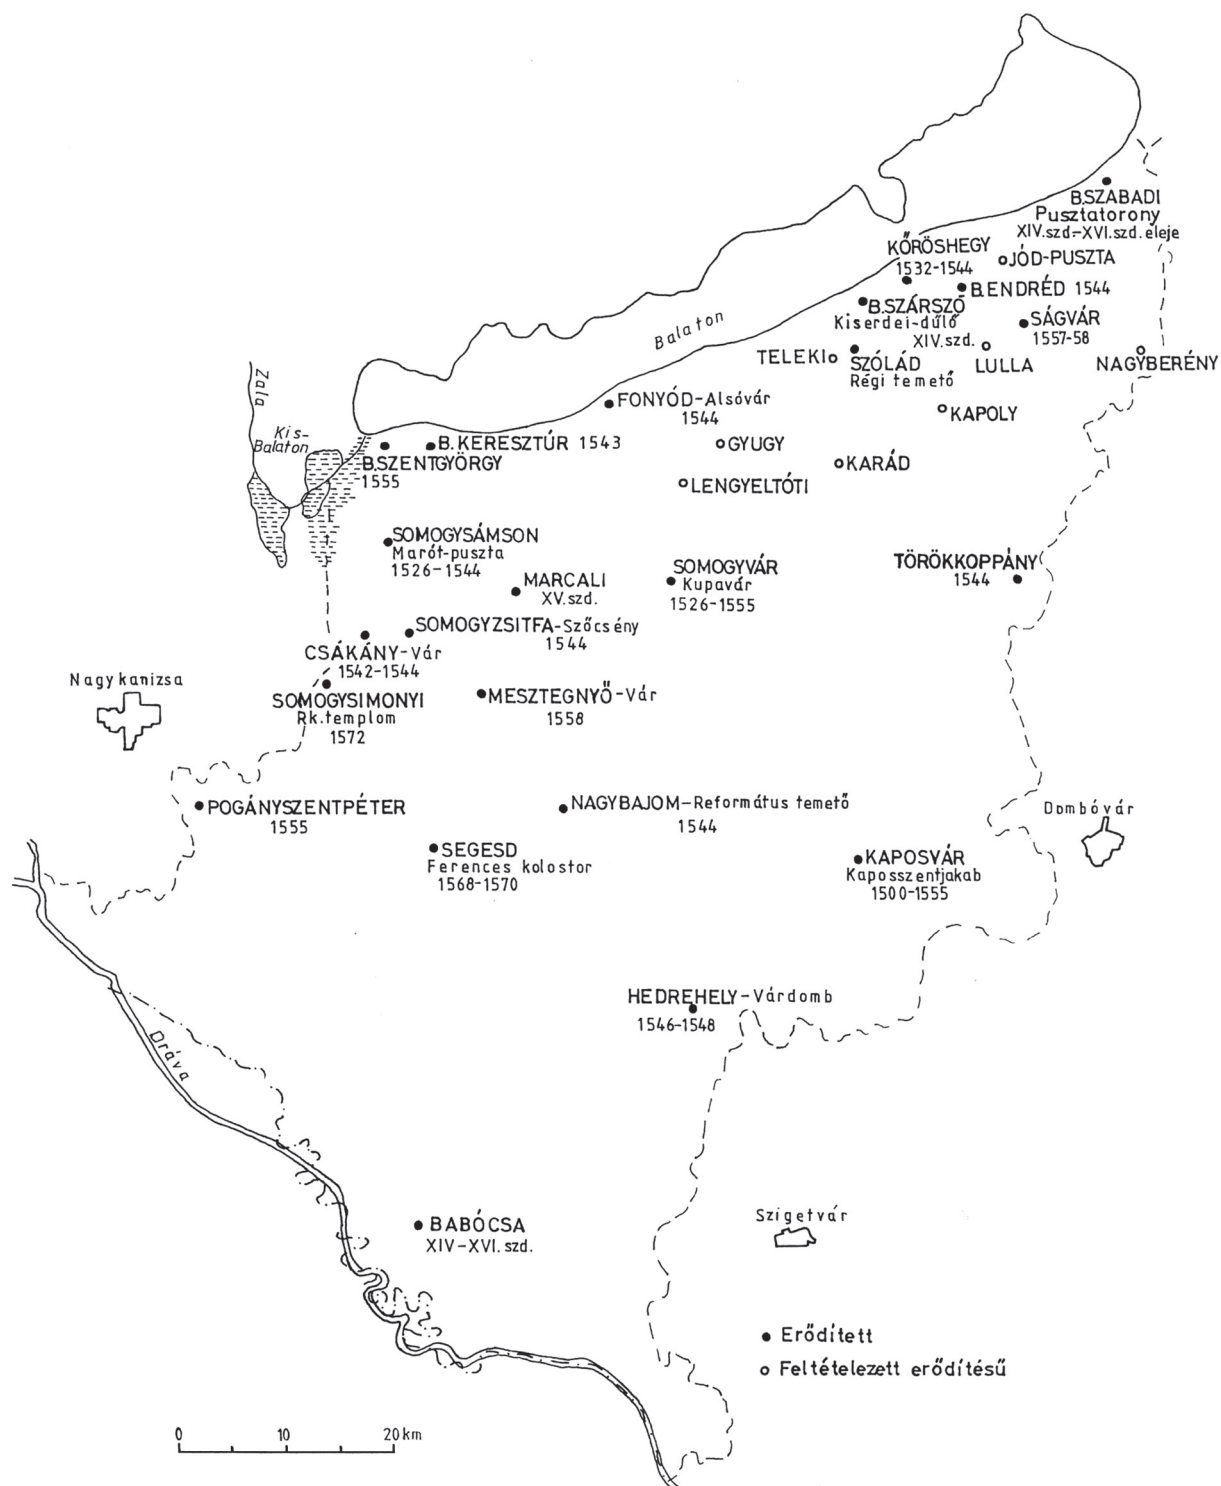 B.SZABADI
Pusztatorony
XIV.szd.-XVI.szd.eleje
KŐRÖSHEGY
1532-1544
JÓD-PUSZTA
B.ENDRÉD 1544
B.SZÁRSZÓ
Kiserdei-dűlő
XIV.szd.
SÁGVÁR
1557-58
Balaton
TELEKI
SZÓLÁD
Régi temető
LULLA
NAGYBERÉNY
Zala
FONYÓD-Alsóvár
1544
KAPOLY
Kis-
Balaton
B.KERESZTÚR 1543
GYUGY
B.SZENTGYÖRGY
1555
KARÁD
LENGYELTÓTI
SOMOGYSÁMSON
Marót-puszta
1526-1544
MARCALI
XV.szd.
SOMOGYVÁR
Kupavár
1526-1555
TÖRÖKKOPPÁNY
1544
SOMOGYZSITFA-Szőcsény
1544
CSÁKÁNY-Vár
1542-1544
Nagykanizsa
SOMOGYSIMONYI
Rk.templom
1572
MESZTEGNYŐ-Vár
1558
POGÁNYSZENTPÉTER
1555
NAGYBAJOM-Református temető
1544
Dombóvár
SEGESD
Ferences kolostor
1568-1570
KAPOSVÁR
Kaposszentjakab
1500-1555
HEDREHELY-Várdomb
1546-1548
Dráva
BABÓCSA
XIV-XVI.szd.
Szigetvár
Erődített
Feltételezett erődítésű
0 10 20 km